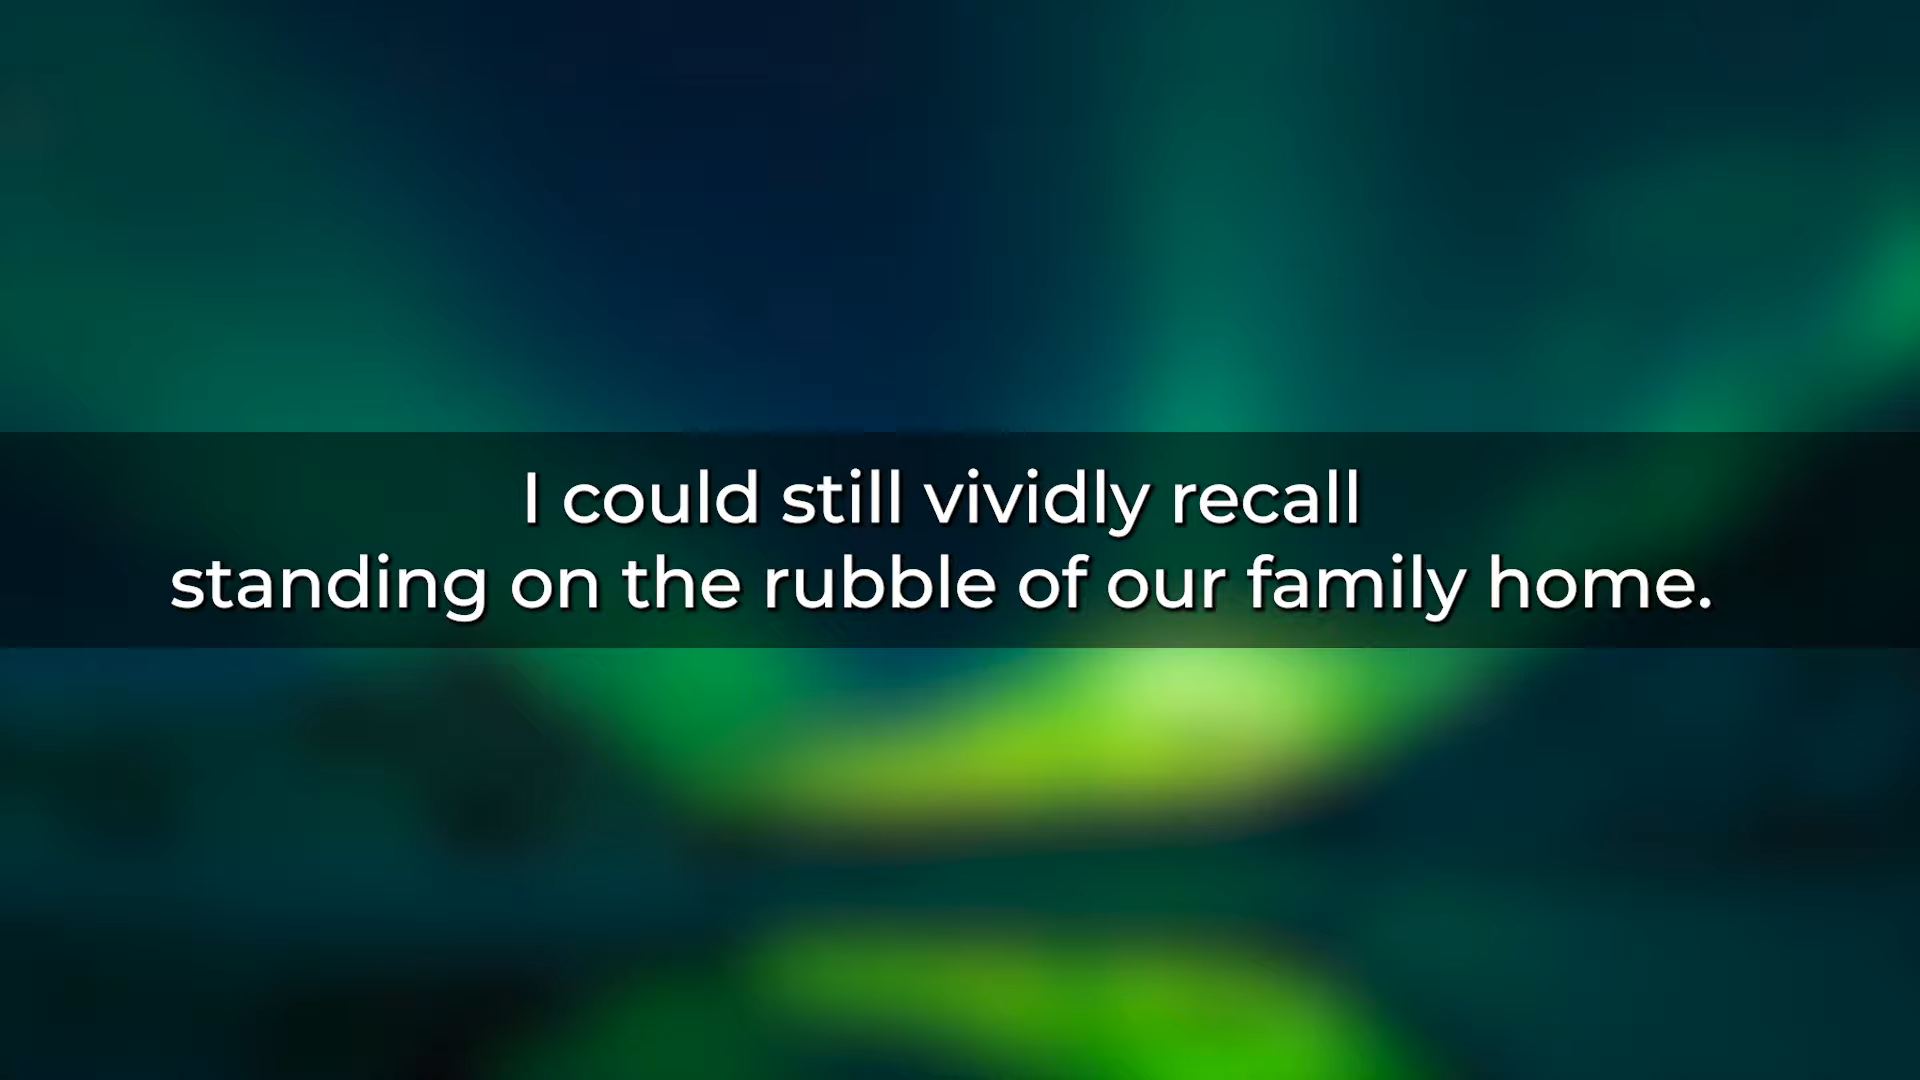 I could still vividly recall
standing on the rubble of our family home.